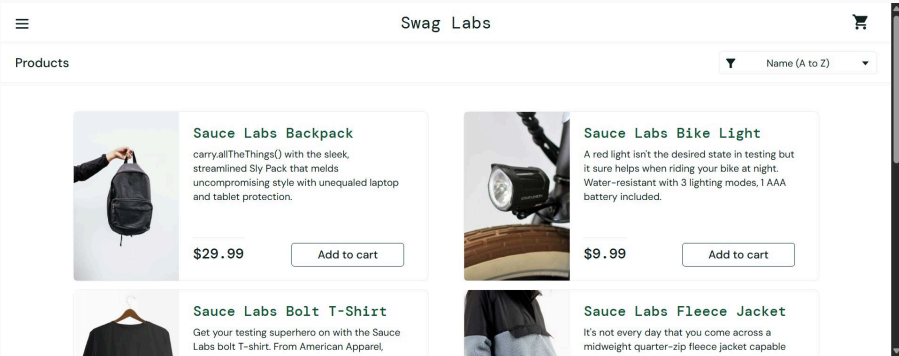 Swag Labs
Products
Name (A to Z)
Sauce Labs Backpack
carry.allTheThings() with the sleek,
streamlined Sly Pack that melds
uncompromising style with unequaled laptop
and tablet protection.
$29.99
Add to cart
Sauce Labs Bike Light
A red light isn't the desired state in testing but
it sure helps when riding your bike at night.
Water-resistant with 3 lighting modes, 1 AAA
battery included.
$9.99
Add to cart
Sauce Labs Bolt T-Shirt
Get your testing superhero on with the Sauce
Labs bolt T-shirt. From American Apparel,
Sauce Labs Fleece Jacket
It's not every day that you come across a
midweight quarter-zip fleece jacket capable